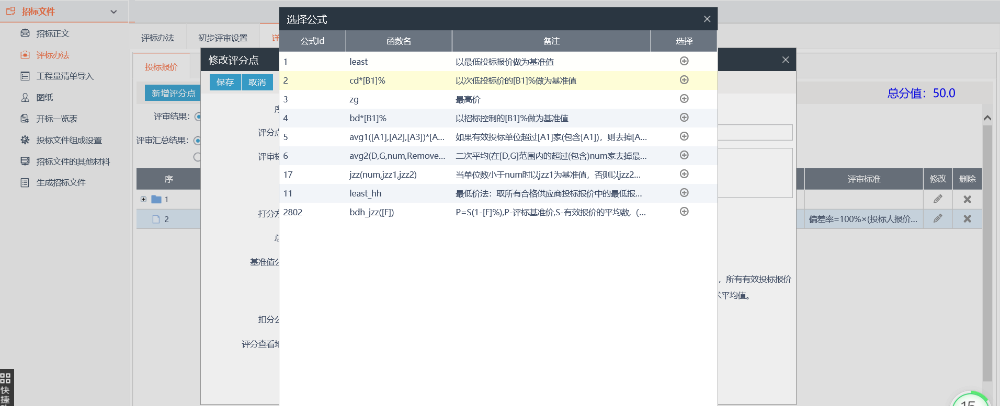 招标文件
招标正文
评标办法
工程量清单导入
图纸
开标一览表
投标文件组成设置
招标文件的其他材料
生成招标文件
快
捷
评标办法 初步评审设置 详
投标报价
新增评分点
总分值：50.0
评审结果：
评审汇总结果：
序 评审标准 修改 删除
1
2 偏差率=100%×(投标人报价...
修改评分点
保存 取消
评分点
打分方
基准值公
，所有有效投标报价
平均值。
扣分公
评分查看地
选择公式
公式Id 函数名 备注 选择
1 least 以最低投标报价做为基准值
2 cd*[B1]% 以次低投标价的[B1]%做为基准值
3 zg 最高价
4 bd*[B1]% 以招标控制的[B1]%做为基准值
5 avg1([A1],[A2],[A3])*[A... 如果有效投标单位超过[A1]家(包含[A1])，则去掉[A...
6 avg2(D,G,num,Remove... 二次平均(在[D,G]范围内的超过(包含)num家去掉最...
17 jzz(num,jzz1,jzz2) 当单位数小于num时以jzz1为基准值，否则以jzz2...
11 least_hh 最低价法：取所有合格供应商投标报价中的最低报...
2802 bdh_jzz([F]) P=S(1-[F]%),P-评标基准价,S-有效报价的平均数,（...
15